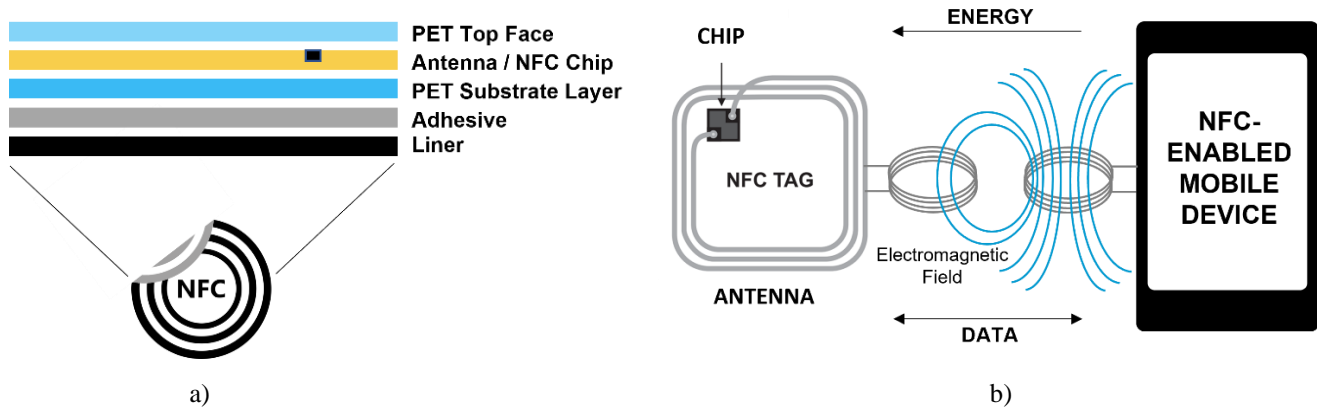 PET Top Face
Antenna / NFC Chip
PET Substrate Layer
Adhesive
Liner
NFC
a)
ENERGY
CHIP
NFC TAG
ANTENNA
Electromagnetic
Field
DATA
NFC-
ENABLED
MOBILE
DEVICE
b)